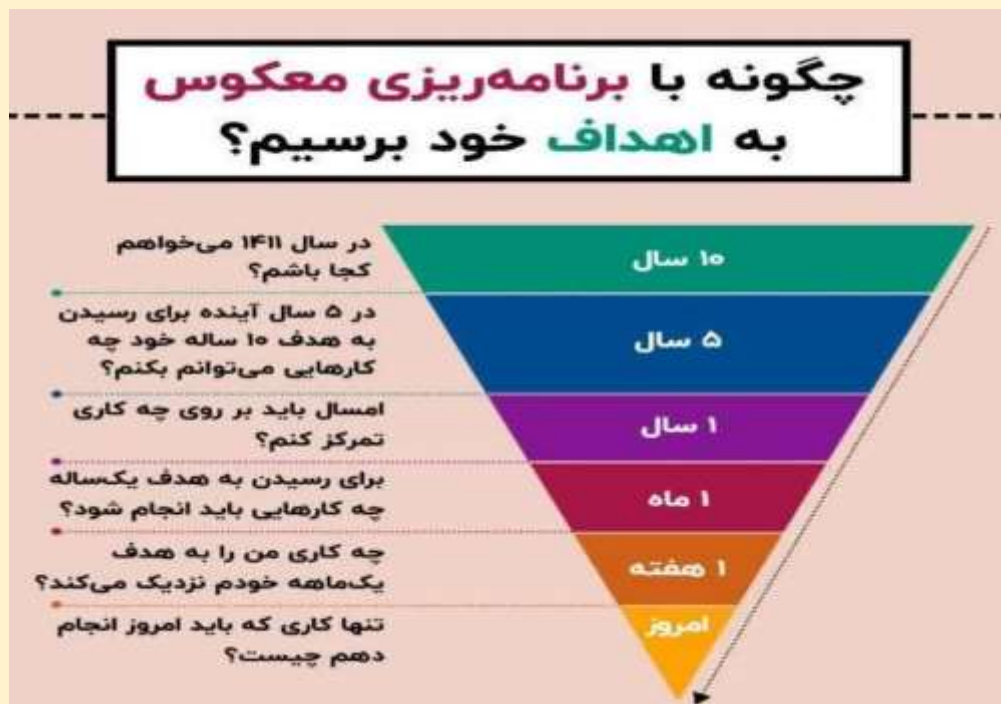 چگونه با برنامه‌ریزی معکوس
به اهداف خود برسیم؟
۱۰ سال
در سال ۱۴۱۱ می‌خواهم
کجا باشم؟
۵ سال
در ۵ سال آینده برای رسیدن
به هدف ۱۰ ساله خود چه
کارهایی می‌توانم بکنم؟
۱ سال
امسال باید بر روی چه کاری
تمرکز کنم؟
۱ ماه
برای رسیدن به هدف یک‌ساله
چه کارهایی باید انجام شود؟
۱ هفته
چه کاری من را به هدف
یک‌ماهه خودم نزدیک می‌کند؟
امروز
تنها کاری که باید امروز انجام
دهم چیست؟